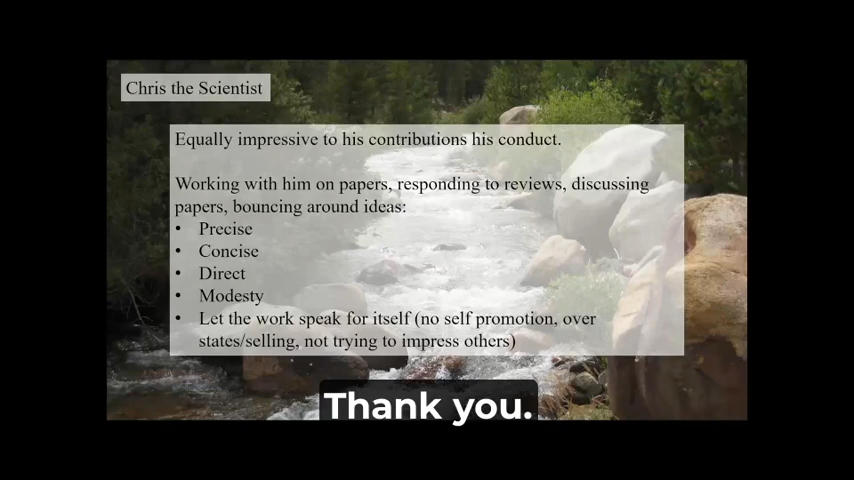 Chris the Scientist
Equally impressive to his contributions his conduct.
Working with him on papers, responding to reviews, discussing
papers, bouncing around ideas:
• Precise
• Concise
• Direct
• Modesty
• Let the work speak for itself (no self promotion, over
states/selling, not trying to impress others)
Thank you.